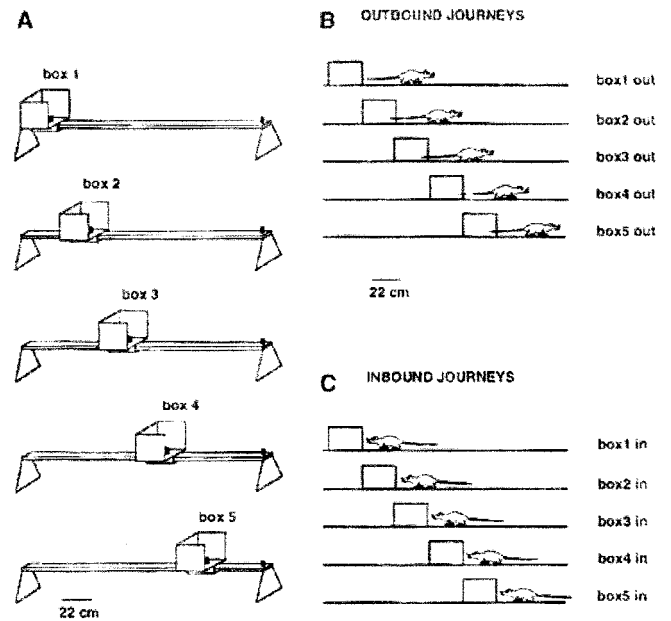 A
box 1
box 2
box 3
box 4
box 5
22 cm
B OUTBOUND JOURNEYS
box1 out
box2 out
box3 out
box4 out
box5 out
22 cm
C INBOUND JOURNEYS
box1 in
box2 in
box3 in
box4 in
box5 in